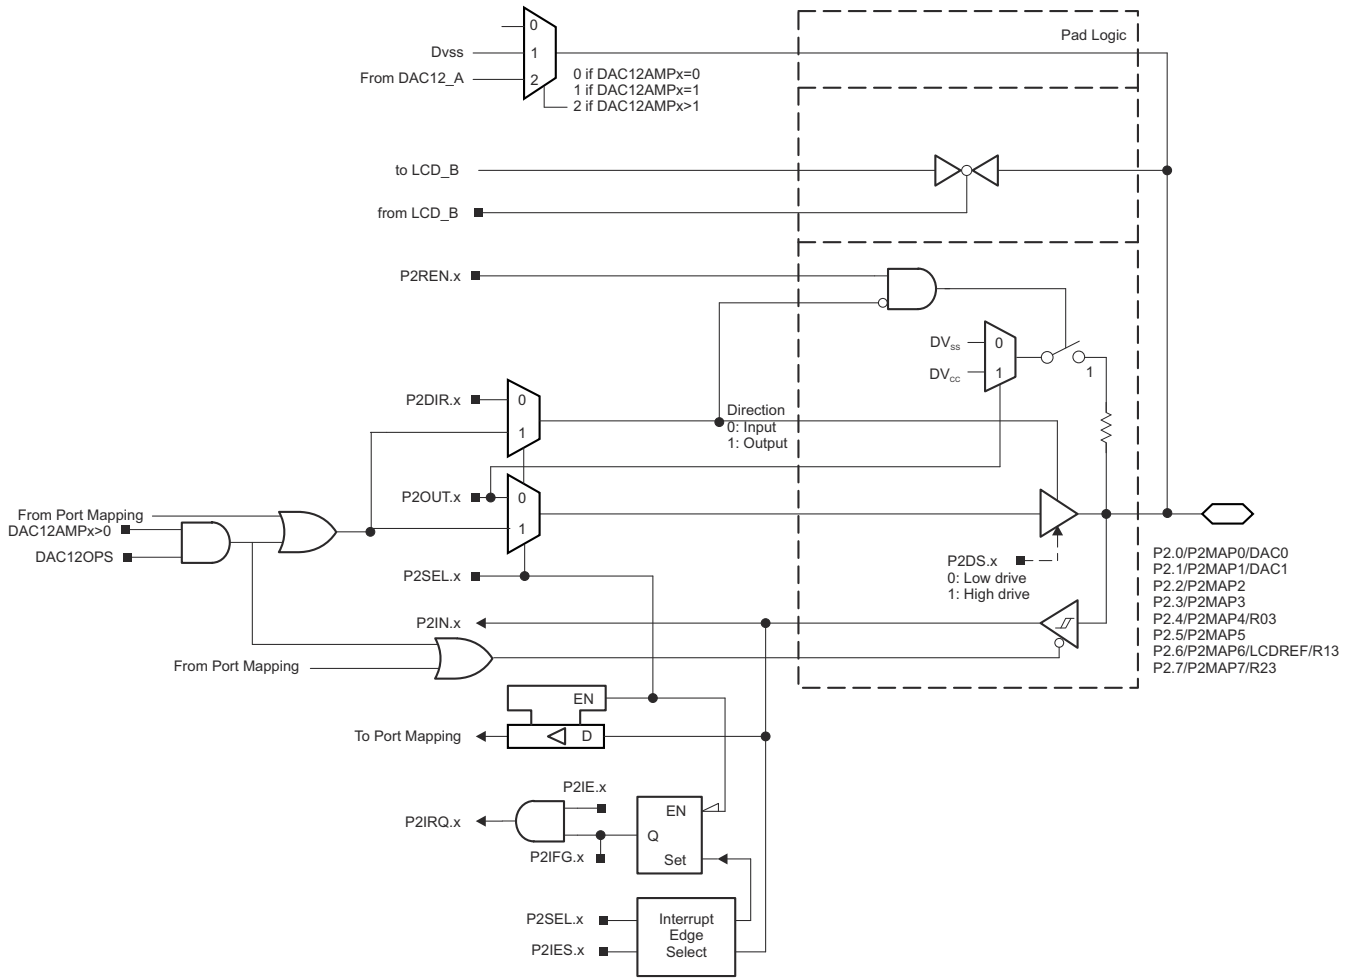 0
Pad Logic
Dvss
1
From DAC12_A
2
0 if DAC12AMPx=0
1 if DAC12AMPx=1
2 if DAC12AMPx>1
to LCD_B
from LCD_B
P2REN.x
DVSS
0
DVCC
1
1
P2DIR.x
0
1
Direction
0: Input
1: Output
P2OUT.x
0
1
From Port Mapping
DAC12AMPx>0
DAC12OPS
P2SEL.x
P2DS.x
0: Low drive
1: High drive
P2.0/P2MAP0/DAC0
P2.1/P2MAP1/DAC1
P2.2/P2MAP2
P2.3/P2MAP3
P2.4/P2MAP4/R03
P2.5/P2MAP5
P2.6/P2MAP6/LCDREF/R13
P2.7/P2MAP7/R23
P2IN.x
From Port Mapping
EN
To Port Mapping
D
P2IE.x
P2IRQ.x
EN
Q
P2IFG.x
Set
P2SEL.x
P2IES.x
Interrupt
Edge
Select